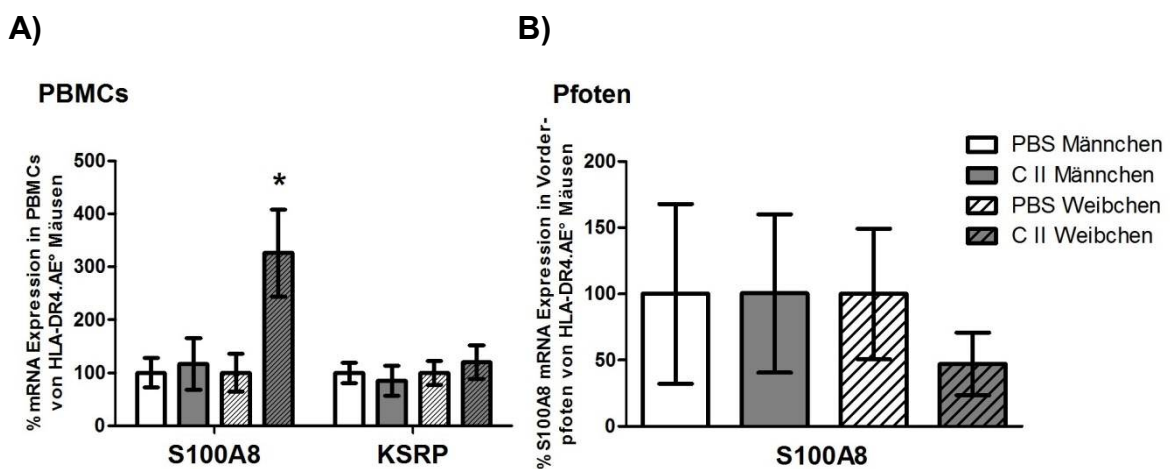 A)
B)
PBMCs
Pfoten
% mRNA Expression in PBMCs
von HLA-DR4.AE° Mäusen
500
400
300
200
100
0
*
S100A8
KSRP
% S100A8 mRNA Expression in Vorder-
pfoten von HLA-DR4.AE° Mäusen
200
150
100
50
0
S100A8
PBS Männchen
C II Männchen
PBS Weibchen
C II Weibchen